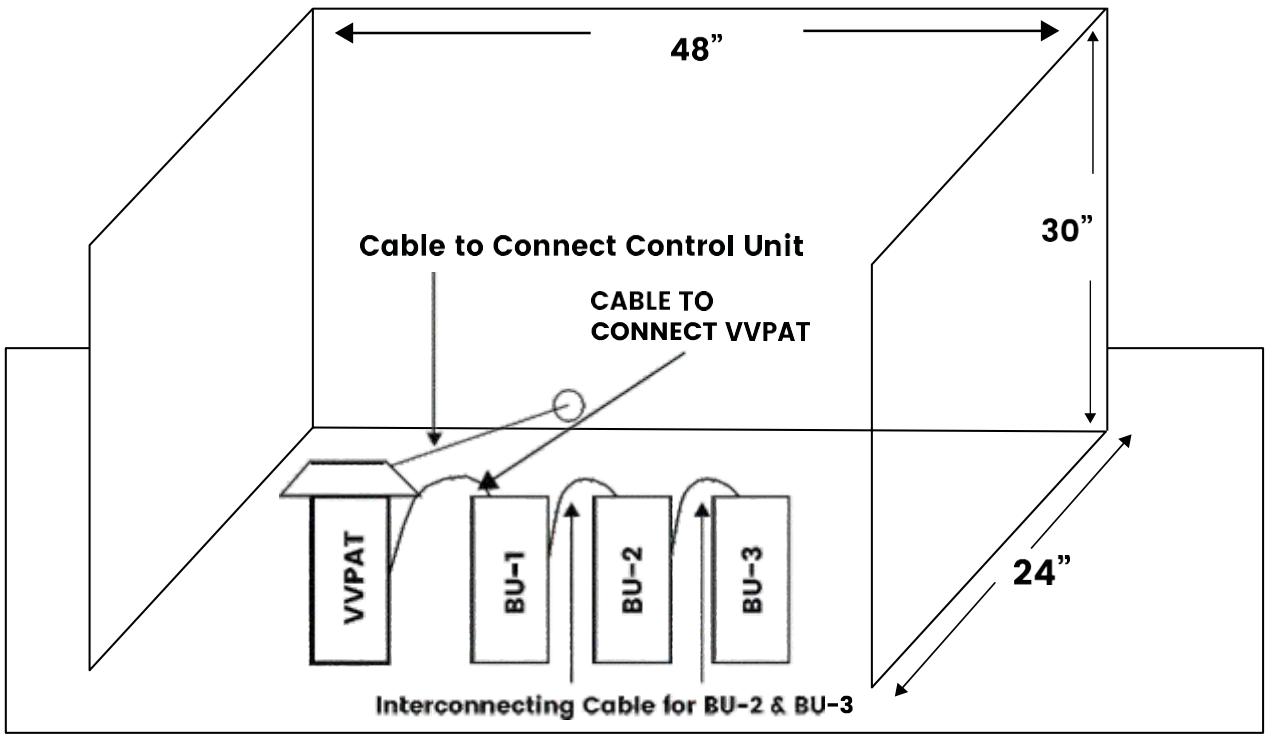 48”
30”
Cable to Connect Control Unit
CABLE TO
CONNECT VVPAT
VVPAT
BU-1
BU-2
BU-3
24”
Interconnecting Cable for BU-2 & BU-3